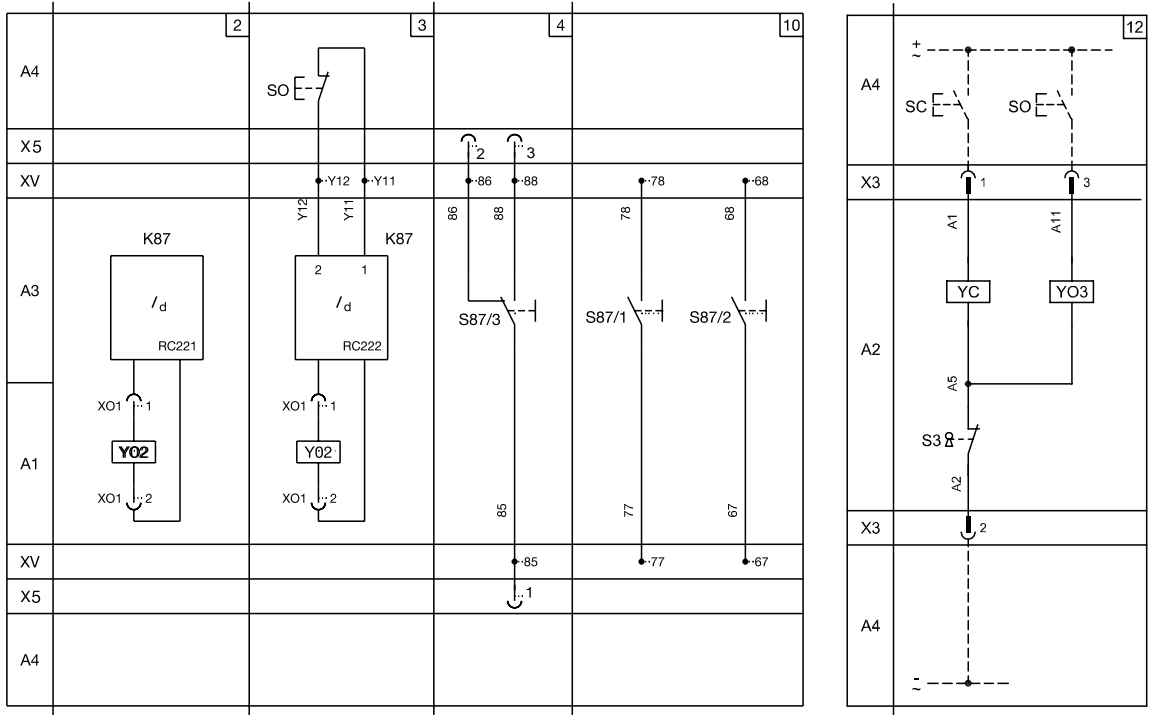 2 3 4 10 12
A4 SO
+
~
A4 SC SO
X5 2 3
XV Y12 Y11 86 88 78 68
X3 1 3
Y12 Y11 86 88 78 68
A1 A11
K87 K87
2 1
A3 /d /d
YC YO3
S87/3 S87/1 S87/2
RC221 RC222
A2
A5
XO1 1 XO1 1
S3
A1 Y02 Y02
A2
XO1 2 XO1 2
85 77 67
X3 2
XV 85 77 67
X5 1
A4
A4
-
~